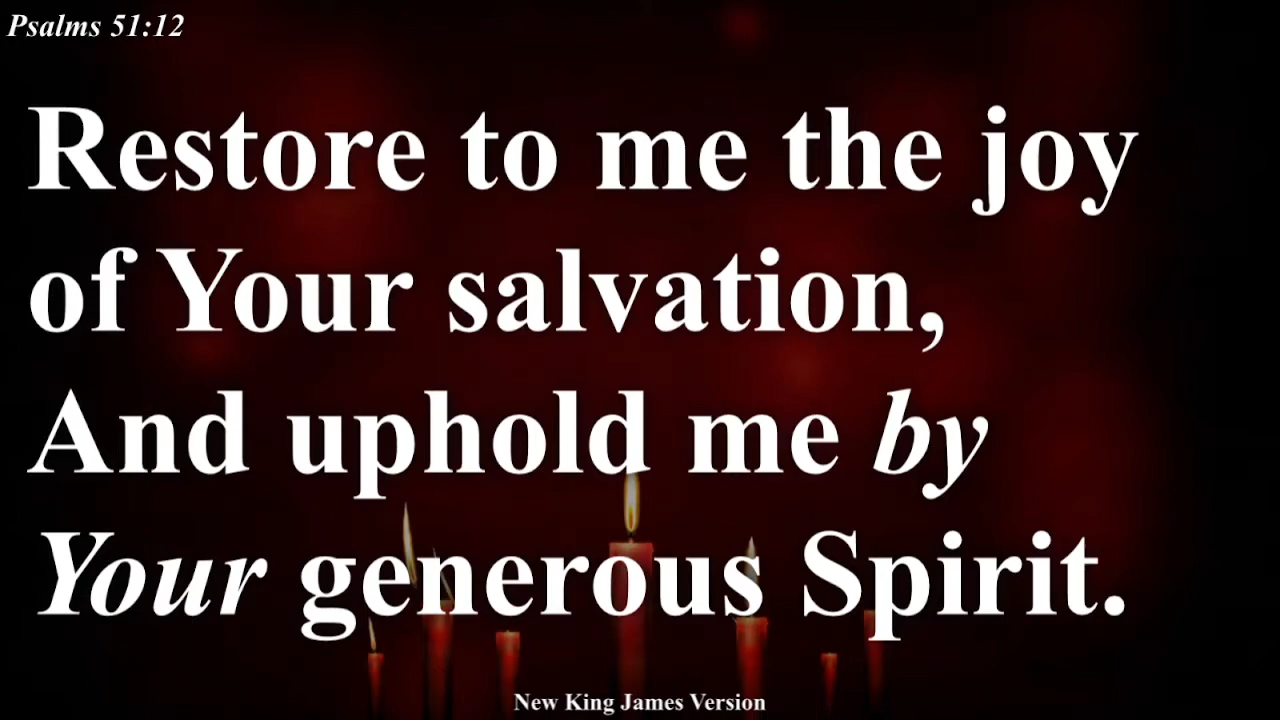 Psalms 51:12
Restore to me the joy
of Your salvation,
And uphold me by
Your generous Spirit.
New King James Version